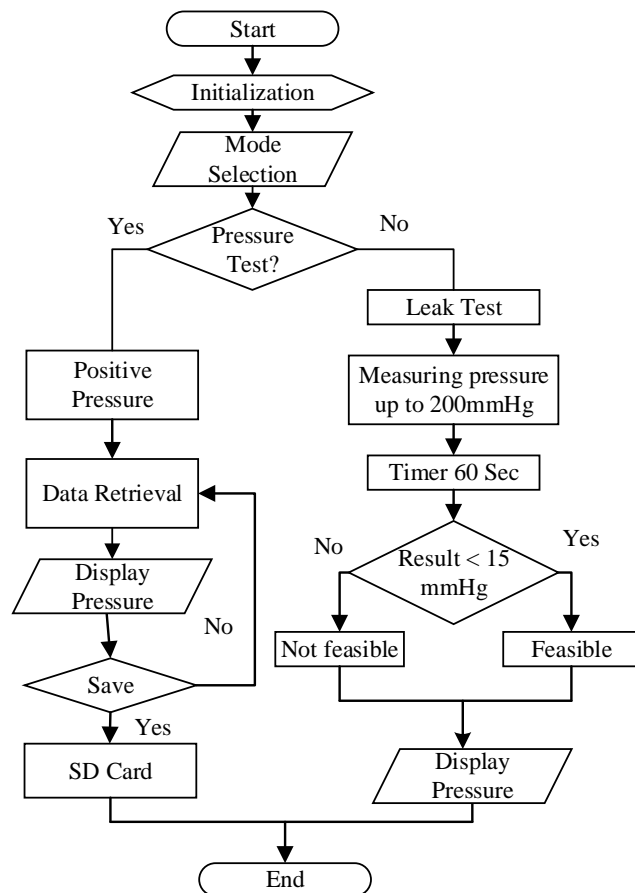 Start
Initialization
Mode
Selection
Yes
Pressure
Test?
No
Leak Test
Positive
Pressure
Measuring pressure
up to 200mmHg
Data Retrieval
Timer 60 Sec
Display
Pressure
No
Result < 15
mmHg
Yes
No
Not feasible
Feasible
Save
Yes
SD Card
Display
Pressure
End